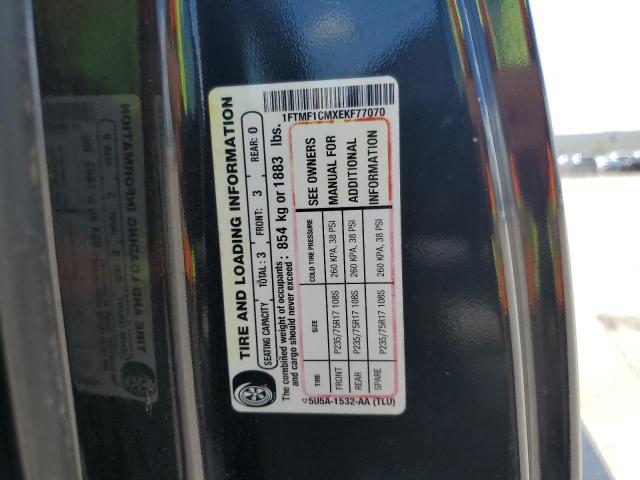 TIRE AND LOADING INFORMATION
SEATING CAPACITY TOTAL: 3 FRONT: 3 REAR: 0
The combined weight of occupants and cargo should never exceed : 854 kg or 1883 lbs.
TIRE SIZE COLD TIRE PRESSURE SEE OWNERS
FRONT P235/75R17 108S 260 KPA, 38 PSI MANUAL FOR
REAR P235/75R17 108S 260 KPA, 38 PSI ADDITIONAL
SPARE P235/75R17 108S 260 KPA, 38 PSI INFORMATION
5U5A-1532-AA (TLU)
1FTMF1CMXEKF77070